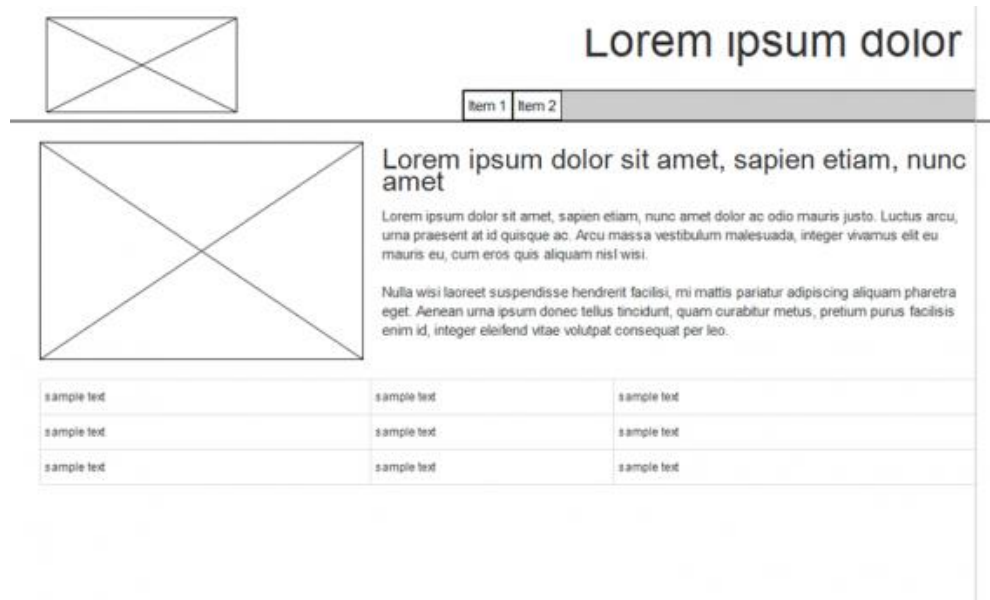 Lorem ipsum dolor
Item 1 Item 2
Lorem ipsum dolor sit amet, sapien etiam, nunc
amet
Lorem ipsum dolor sit amet, sapien etiam, nunc amet dolor ac odio mauris justo. Luctus arcu,
urna praesent at id quisque ac. Arcu massa vestibulum malesuada, integer vivamus elit eu
mauris eu, cum eros quis aliquam nisl wisi.
Nulla wisi laoreet suspendisse hendrerit facilisi, mi mattis pariatur adipiscing aliquam pharetra
eget. Aenean urna ipsum donec tellus tincidunt, quam curabitur metus, pretium purus facilisis
enim id, integer eleifend vitae volutpat consequat per leo.
sample text sample text sample text
sample text sample text sample text
sample text sample text sample text